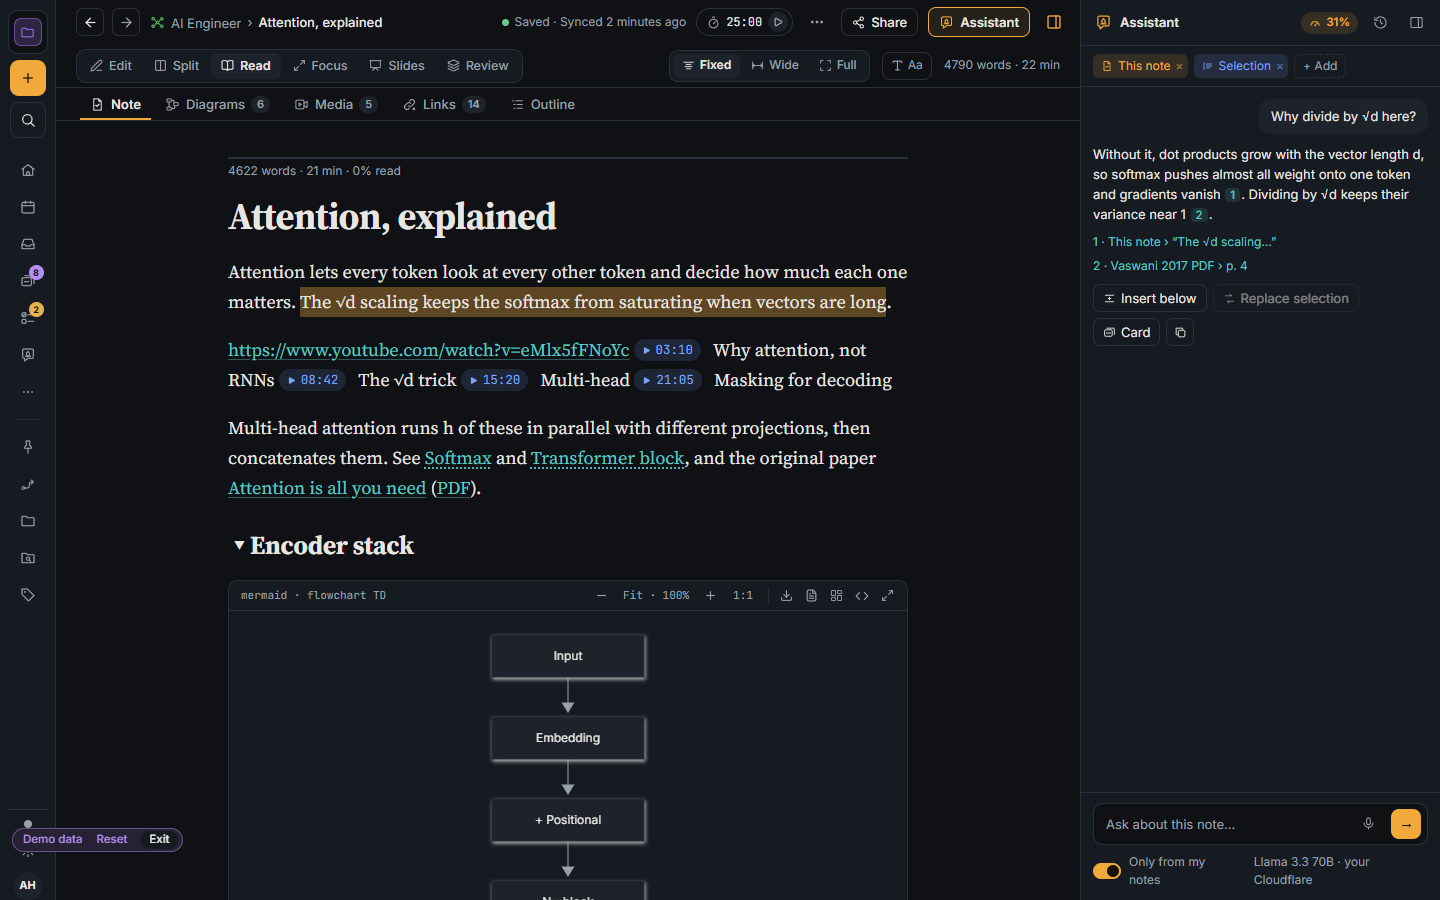 AI Engineer › Attention, explained
Saved · Synced 2 minutes ago
25:00
Share
Assistant
Edit
Split
Read
Focus
Slides
Review
Fixed
Wide
Full
Aa
4790 words · 22 min
Note
Diagrams 6
Media 5
Links 14
Outline
8
2
4622 words · 21 min · 0% read
Attention, explained
Attention lets every token look at every other token and decide how much each one
matters. The √d scaling keeps the softmax from saturating when vectors are long.
https://www.youtube.com/watch?v=eMlx5fFNoYc 03:10 Why attention, not
RNNs 08:42 The √d trick 15:20 Multi-head 21:05 Masking for decoding
Multi-head attention runs h of these in parallel with different projections, then
concatenates them. See Softmax and Transformer block, and the original paper
Attention is all you need (PDF).
Encoder stack
mermaid · flowchart TD
Fit · 100%
1:1
Input
Embedding
+ Positional
Demo data Reset Exit
AH
Assistant
31%
This note ×
Selection ×
+ Add
Why divide by √d here?
Without it, dot products grow with the vector length d,
so softmax pushes almost all weight onto one token
and gradients vanish 1 . Dividing by √d keeps their
variance near 1 2 .
1 · This note › “The √d scaling…”
2 · Vaswani 2017 PDF › p. 4
Insert below
Replace selection
Card
Ask about this note…
Only from my
notes
Llama 3.3 70B · your
Cloudflare